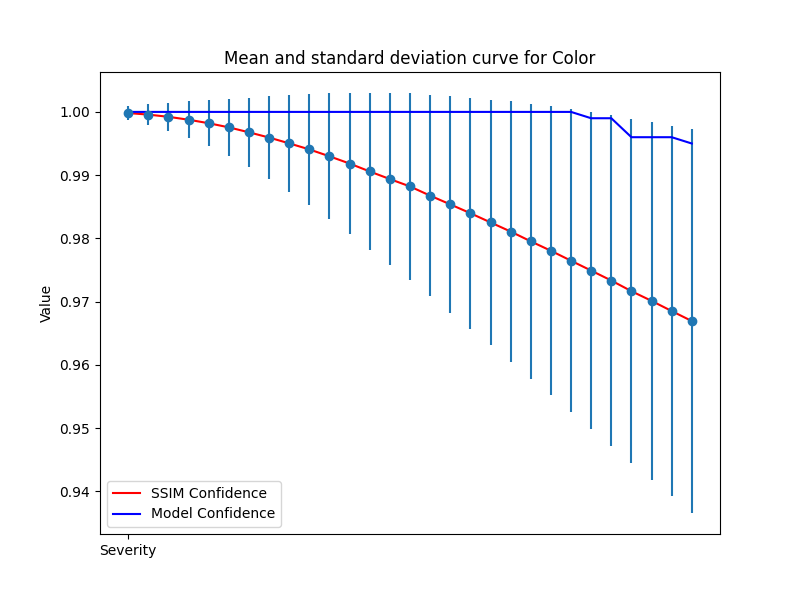 Mean and standard deviation curve for Color
Value
1.00
0.99
0.98
0.97
0.96
0.95
0.94
SSIM Confidence
Model Confidence
Severity